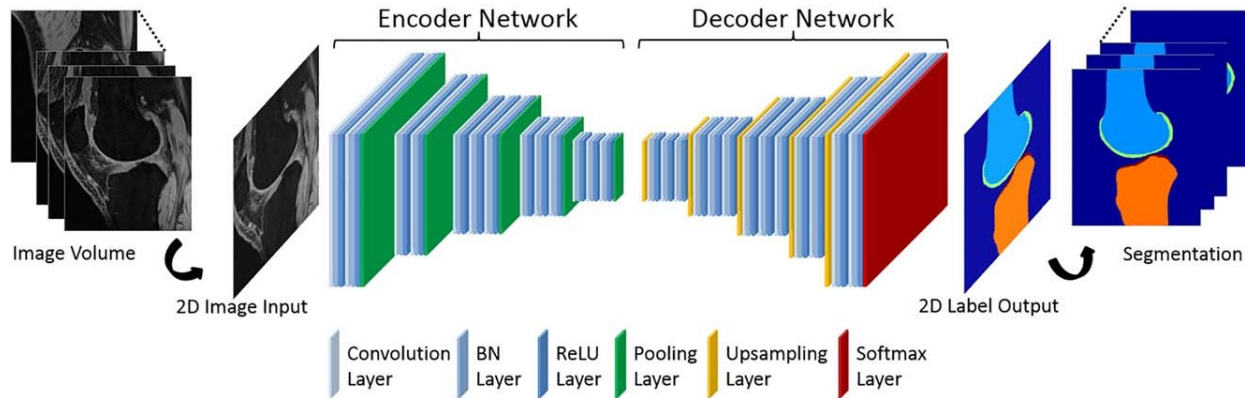 Encoder Network
Decoder Network
Image Volume
2D Image Input
2D Label Output
Segmentation
Convolution
Layer
BN
Layer
ReLU
Layer
Pooling
Layer
Upsampling
Layer
Softmax
Layer